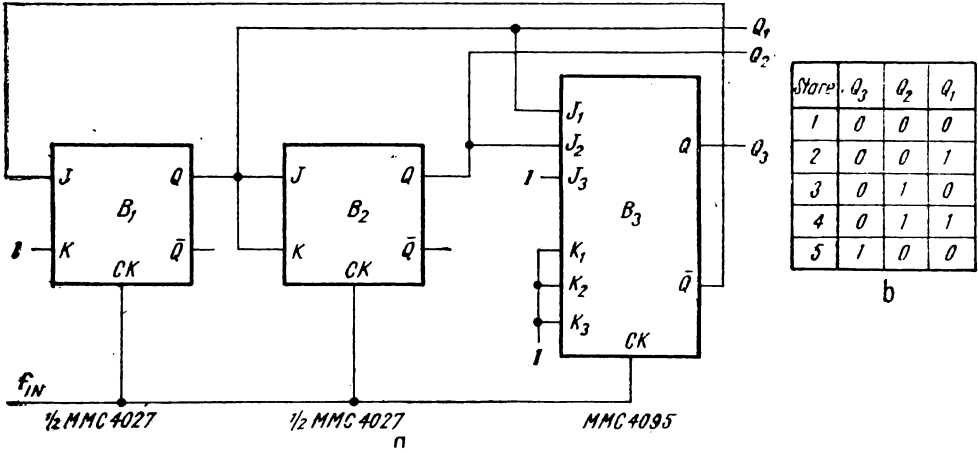 Q₁
Q₂
J Q
B₁
K Q̄
CK
J Q
B₂
K Q̄
CK
J₁
J₂ Q Q₃
1 J₃
B₃
K₁
K₂ Q̄
K₃
1 CK
1
f_IN
1/2 MMC 4027 1/2 MMC 4027 MMC 4095
a
Stare Q₃ Q₂ Q₁
1 0 0 0
2 0 0 1
3 0 1 0
4 0 1 1
5 1 0 0
b